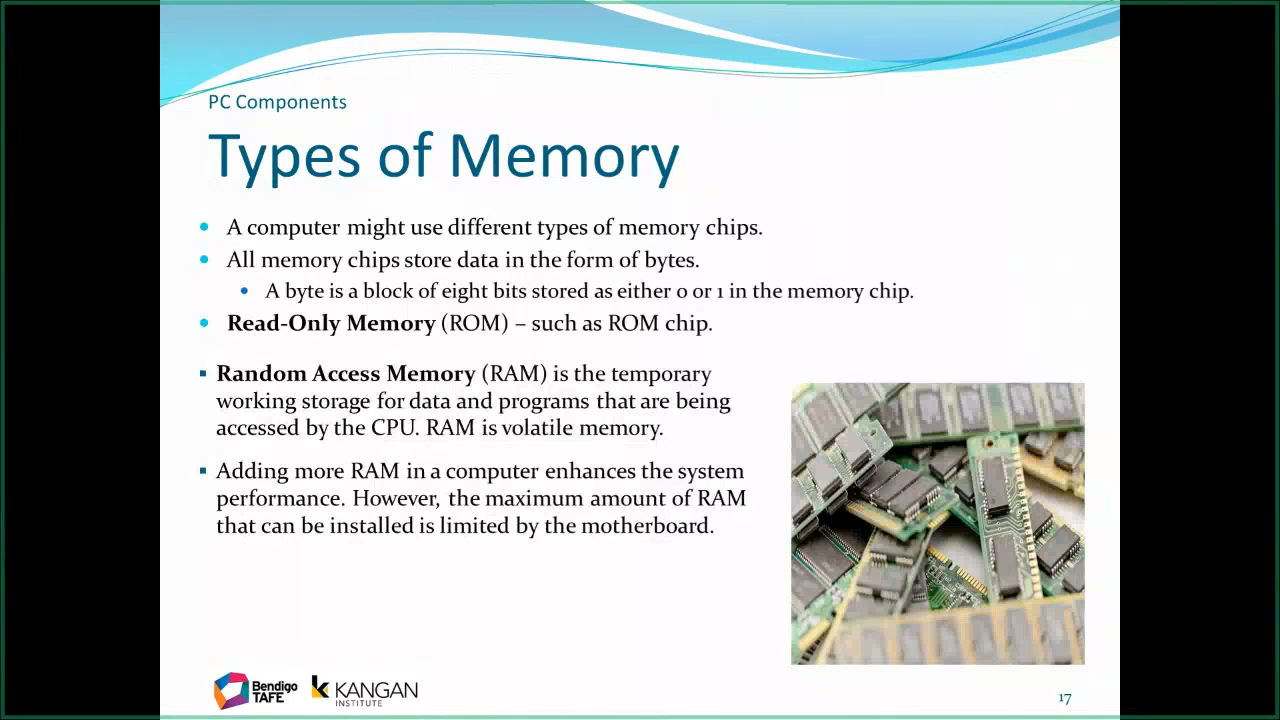 PC Components
Types of Memory
• A computer might use different types of memory chips.
• All memory chips store data in the form of bytes.
• A byte is a block of eight bits stored as either 0 or 1 in the memory chip.
• Read-Only Memory (ROM) – such as ROM chip.
▪ Random Access Memory (RAM) is the temporary
working storage for data and programs that are being
accessed by the CPU. RAM is volatile memory.
▪ Adding more RAM in a computer enhances the system
performance. However, the maximum amount of RAM
that can be installed is limited by the motherboard.
Bendigo
TAFE
KANGAN
INSTITUTE
17